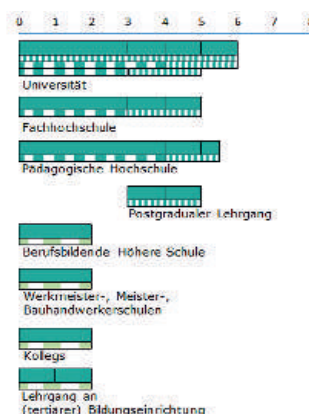 0 1 2 3 4 5 6 7 8
Universität
Fachhochschule
Pädagogische Hochschule
Postgradualer Lehrgang
Berufsbildende Höhere Schule
Werkmeister-, Meister-,
Bauhandwerkerschulen
Kollegs
Lehrgang an
(tertiärer) Bildungseinrichtung